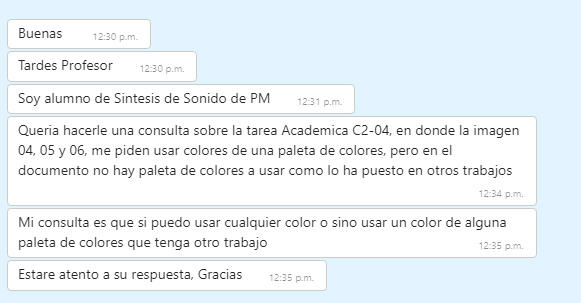 Buenas 12:30 p.m.
Tardes Profesor 12:30 p.m.
Soy alumno de Sintesis de Sonido de PM 12:31 p.m.
Queria hacerle una consulta sobre la tarea Academica C2-04, en donde la imagen
04, 05 y 06, me piden usar colores de una paleta de colores, pero en el
documento no hay paleta de colores a usar como lo ha puesto en otros trabajos
12:34 p.m.
Mi consulta es que si puedo usar cualquier color o sino usar un color de alguna
paleta de colores que tenga otro trabajo 12:35 p.m.
Estare atento a su respuesta, Gracias 12:35 p.m.